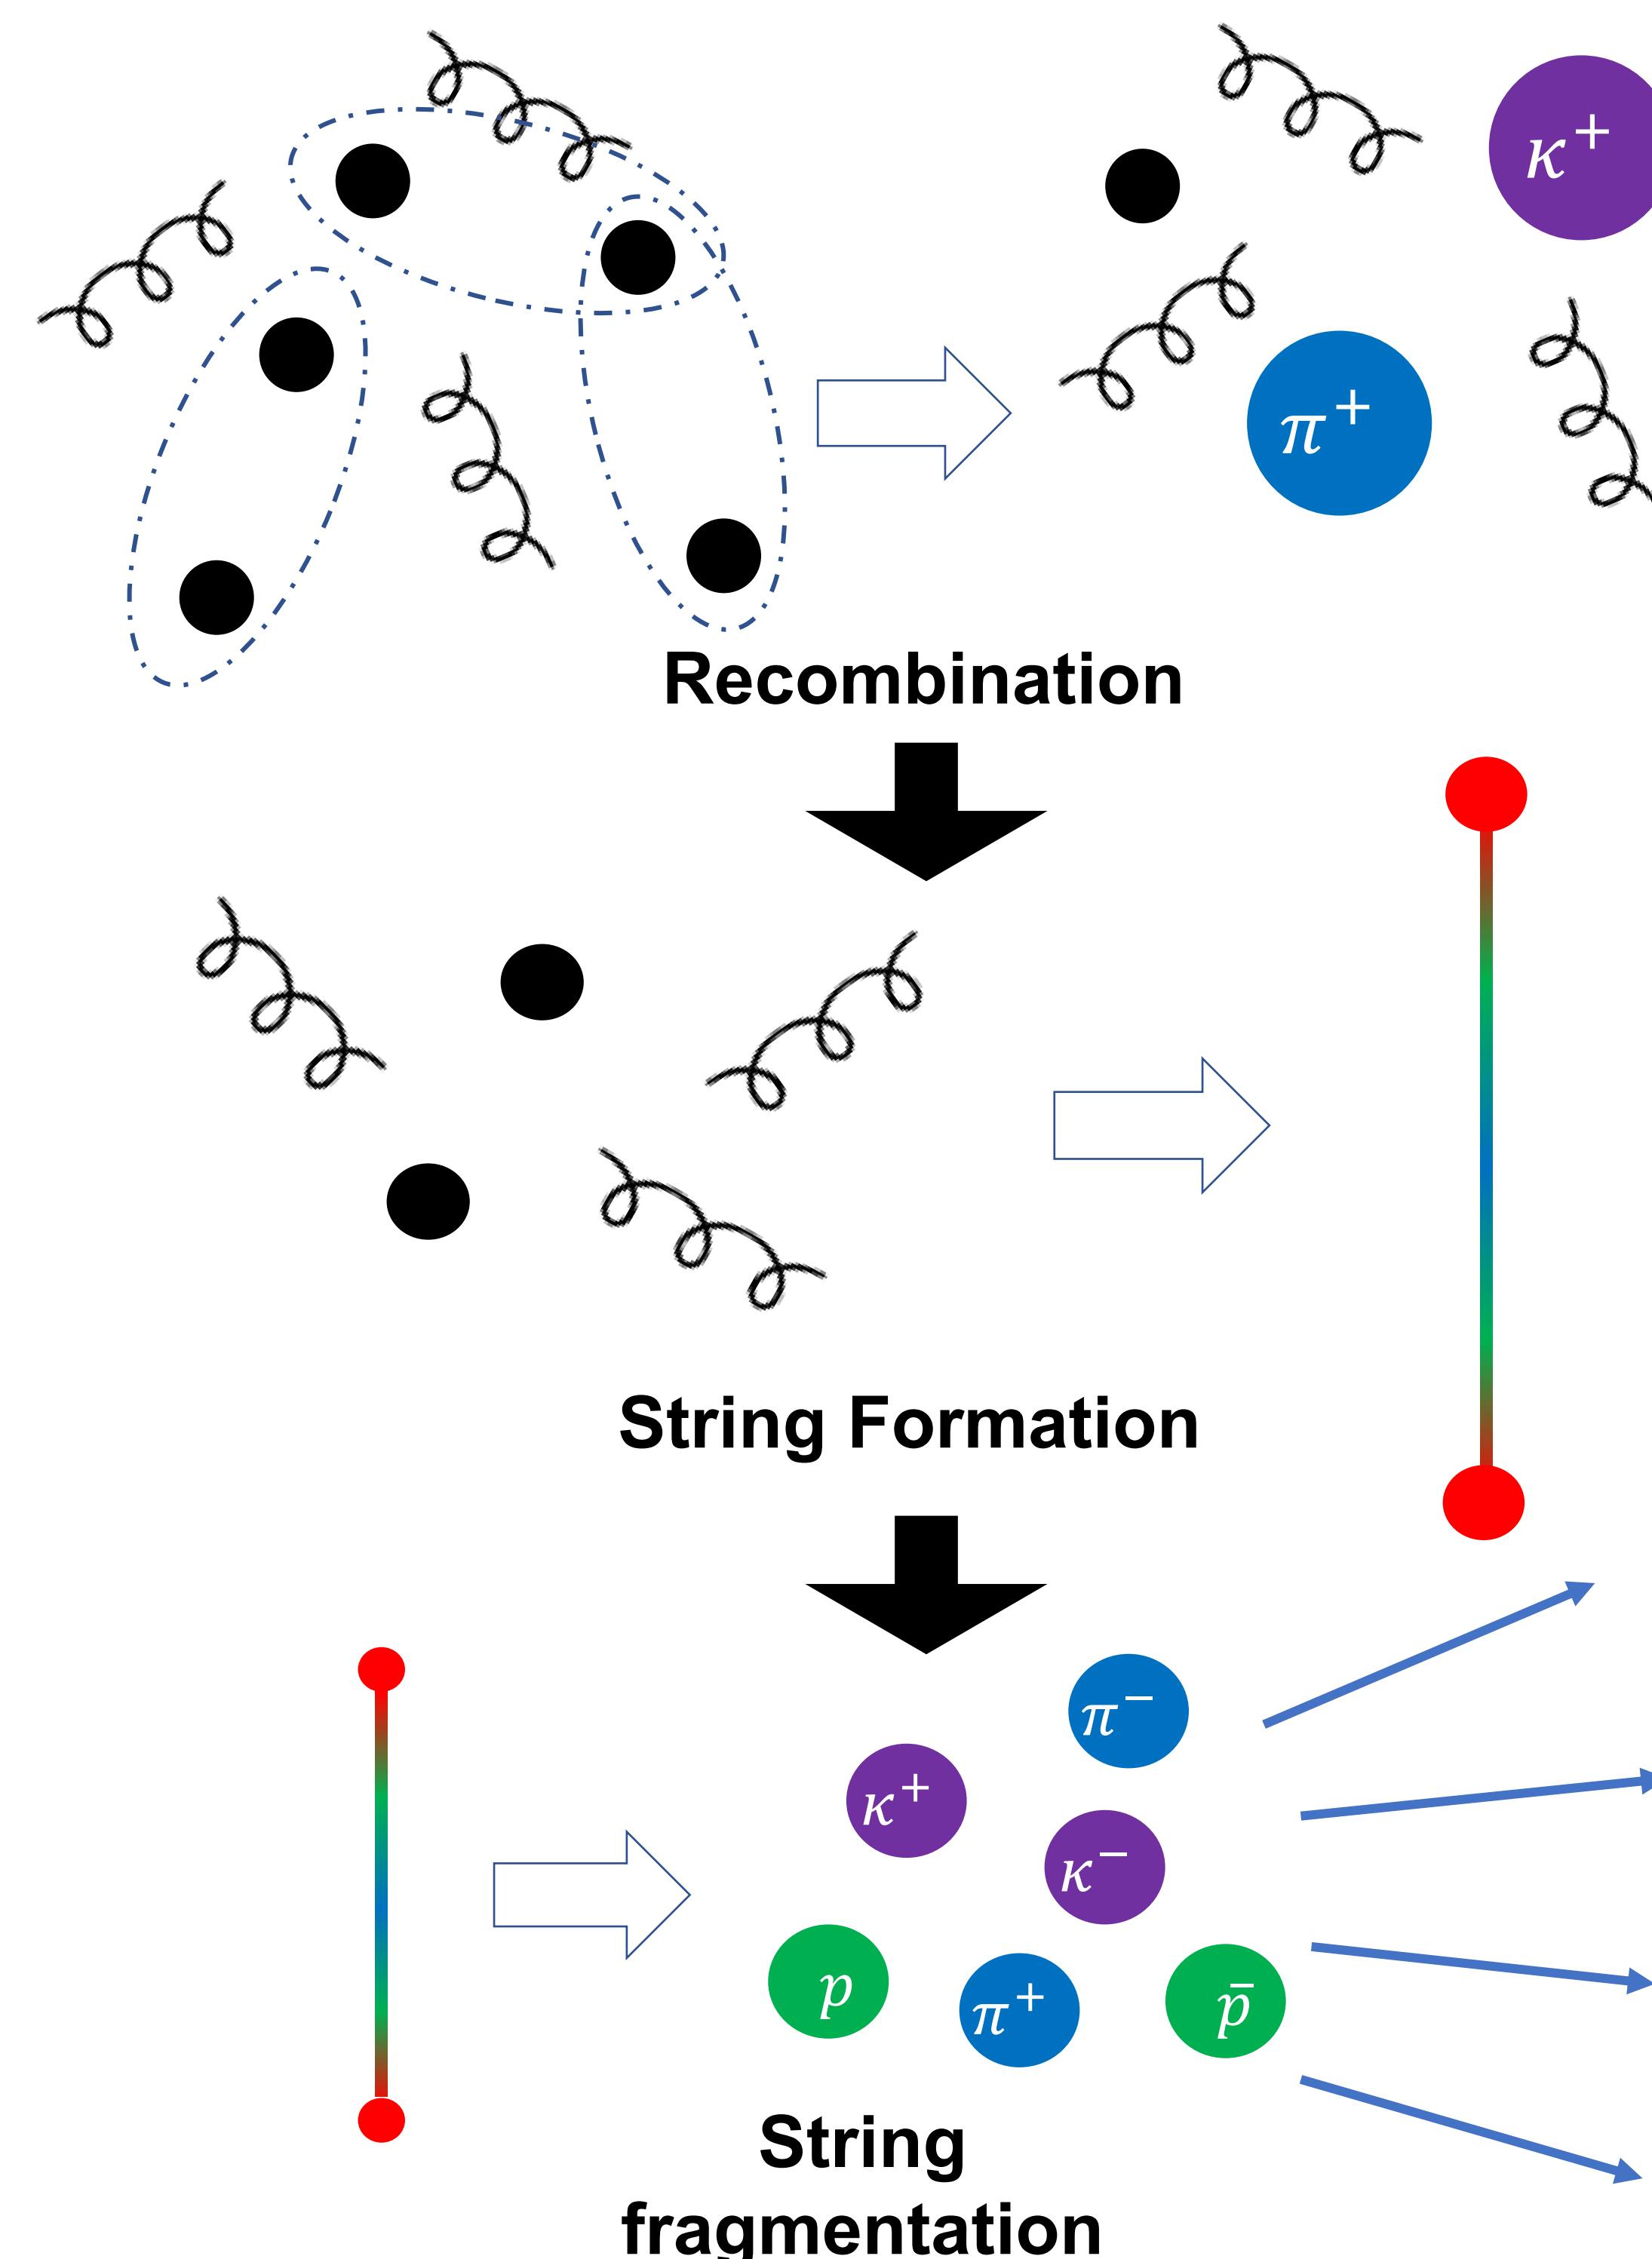 κ⁺
π⁺
Recombination
String Formation
π⁻
κ⁺
κ⁻
p
π⁺
p̄
String
fragmentation